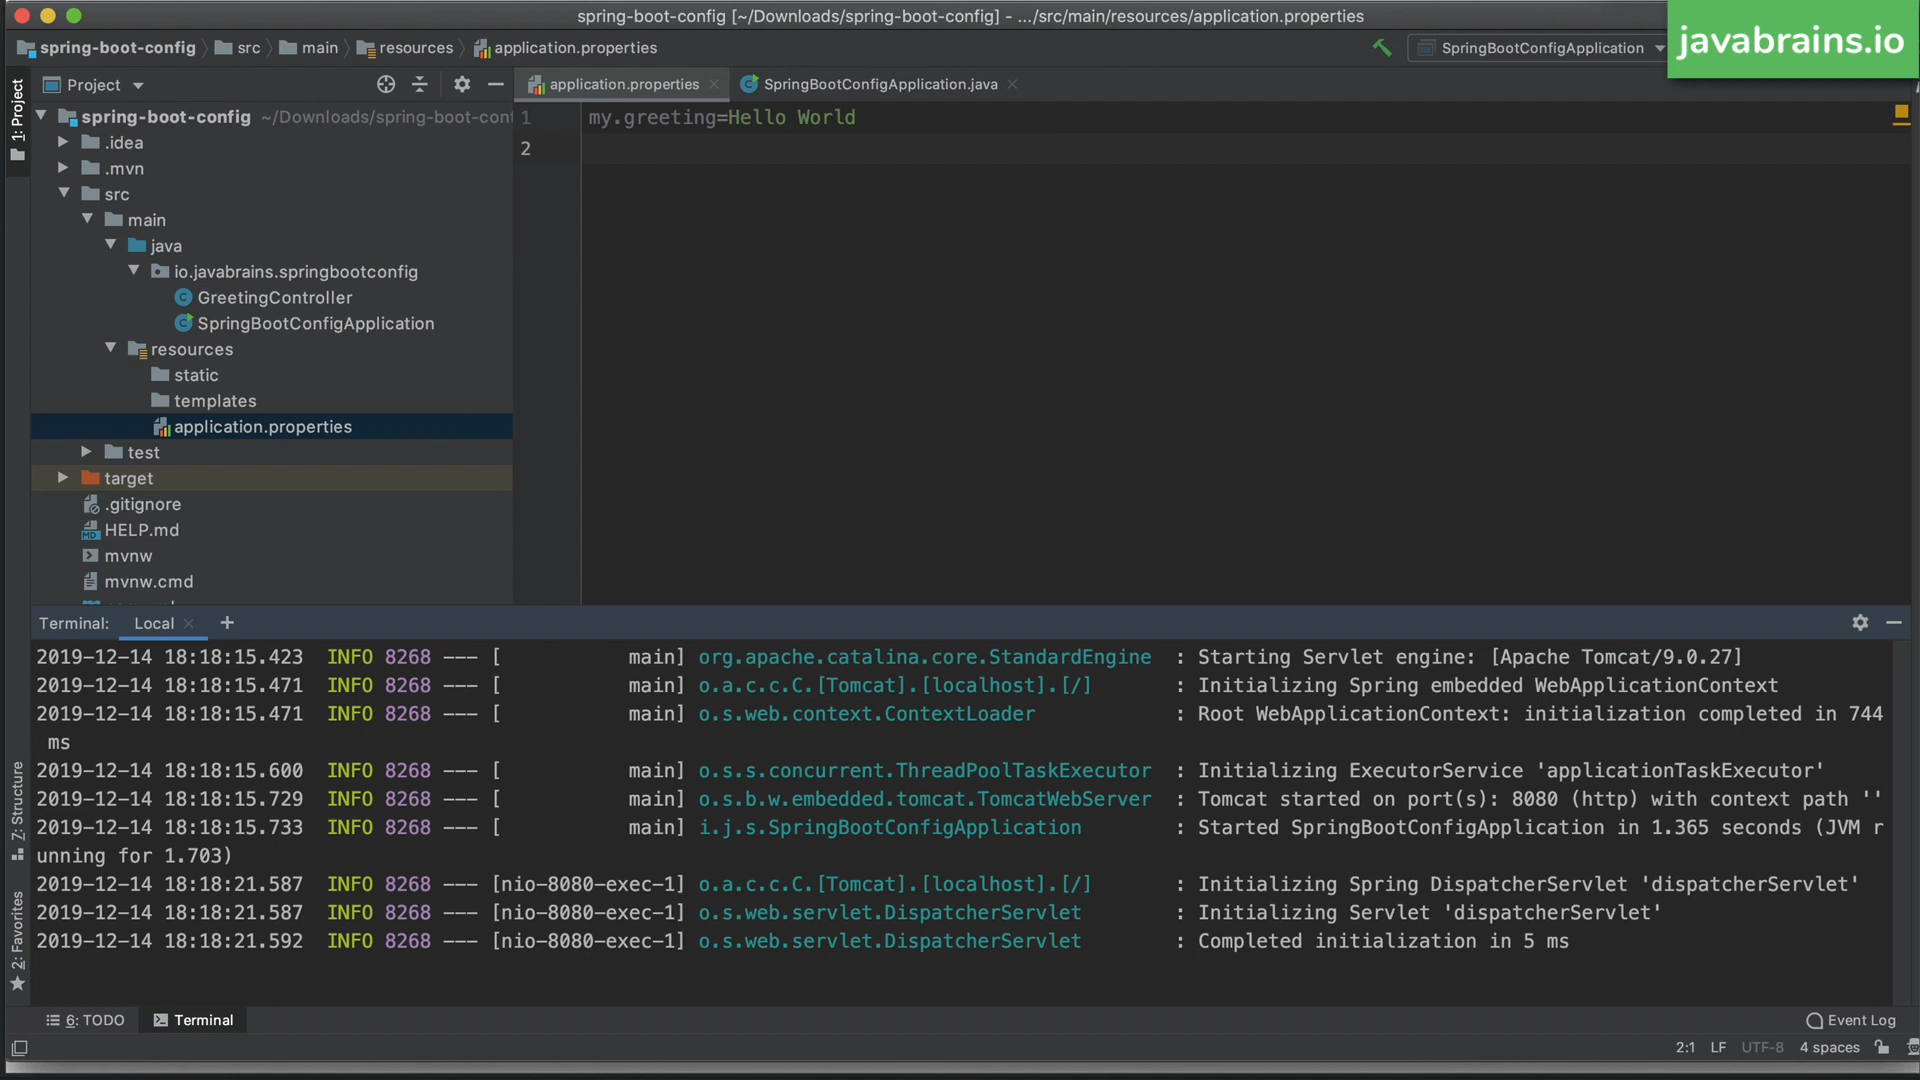 spring-boot-config [~/Downloads/spring-boot-config] - .../src/main/resources/application.properties
javabrains.io
spring-boot-config src main resources application.properties SpringBootConfigApplication
Project application.properties SpringBootConfigApplication.java
1: Project
spring-boot-config ~/Downloads/spring-boot-conf
1 my.greeting=Hello World
.idea
2
.mvn
src
main
java
io.javabrains.springbootconfig
GreetingController
SpringBootConfigApplication
resources
static
templates
application.properties
test
target
.gitignore
HELP.md
mvnw
mvnw.cmd
Terminal: Local +
2019-12-14 18:18:15.423 INFO 8268 --- [ main] org.apache.catalina.core.StandardEngine : Starting Servlet engine: [Apache Tomcat/9.0.27]
2019-12-14 18:18:15.471 INFO 8268 --- [ main] o.a.c.c.C.[Tomcat].[localhost].[/] : Initializing Spring embedded WebApplicationContext
2019-12-14 18:18:15.471 INFO 8268 --- [ main] o.s.web.context.ContextLoader : Root WebApplicationContext: initialization completed in 744
ms
2019-12-14 18:18:15.600 INFO 8268 --- [ main] o.s.s.concurrent.ThreadPoolTaskExecutor : Initializing ExecutorService 'applicationTaskExecutor'
2019-12-14 18:18:15.729 INFO 8268 --- [ main] o.s.b.w.embedded.tomcat.TomcatWebServer : Tomcat started on port(s): 8080 (http) with context path ''
2019-12-14 18:18:15.733 INFO 8268 --- [ main] i.j.s.SpringBootConfigApplication : Started SpringBootConfigApplication in 1.365 seconds (JVM r
unning for 1.703)
2019-12-14 18:18:21.587 INFO 8268 --- [nio-8080-exec-1] o.a.c.c.C.[Tomcat].[localhost].[/] : Initializing Spring DispatcherServlet 'dispatcherServlet'
2019-12-14 18:18:21.587 INFO 8268 --- [nio-8080-exec-1] o.s.web.servlet.DispatcherServlet : Initializing Servlet 'dispatcherServlet'
2019-12-14 18:18:21.592 INFO 8268 --- [nio-8080-exec-1] o.s.web.servlet.DispatcherServlet : Completed initialization in 5 ms
7: Structure
2: Favorites
6: TODO Terminal Event Log
2:1 LF UTF-8 4 spaces